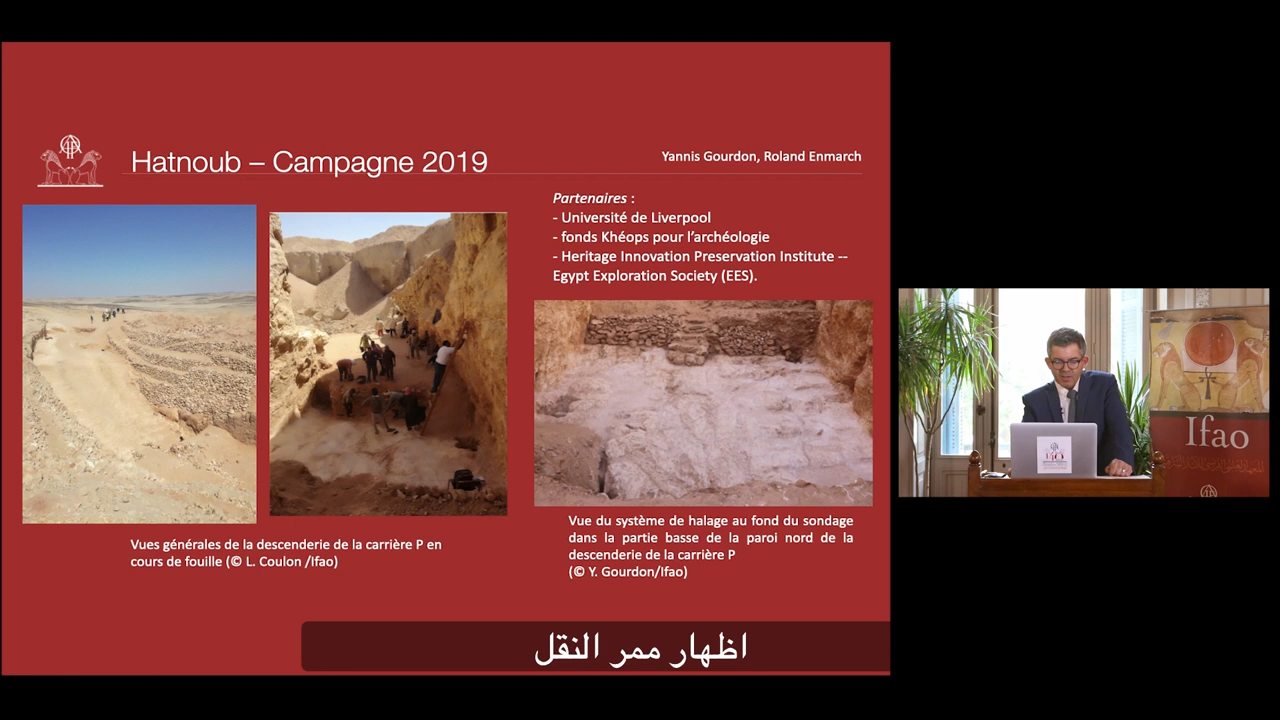 Hatnoub – Campagne 2019
Yannis Gourdon, Roland Enmarch
Partenaires :
- Université de Liverpool
- fonds Khéops pour l’archéologie
- Heritage Innovation Preservation Institute --
Egypt Exploration Society (EES).
Vues générales de la descenderie de la carrière P en
cours de fouille (© L. Coulon /Ifao)
Vue du système de halage au fond du sondage
dans la partie basse de la paroi nord de la
descenderie de la carrière P
(© Y. Gourdon/Ifao)
Ifao
اظهار ممر النقل